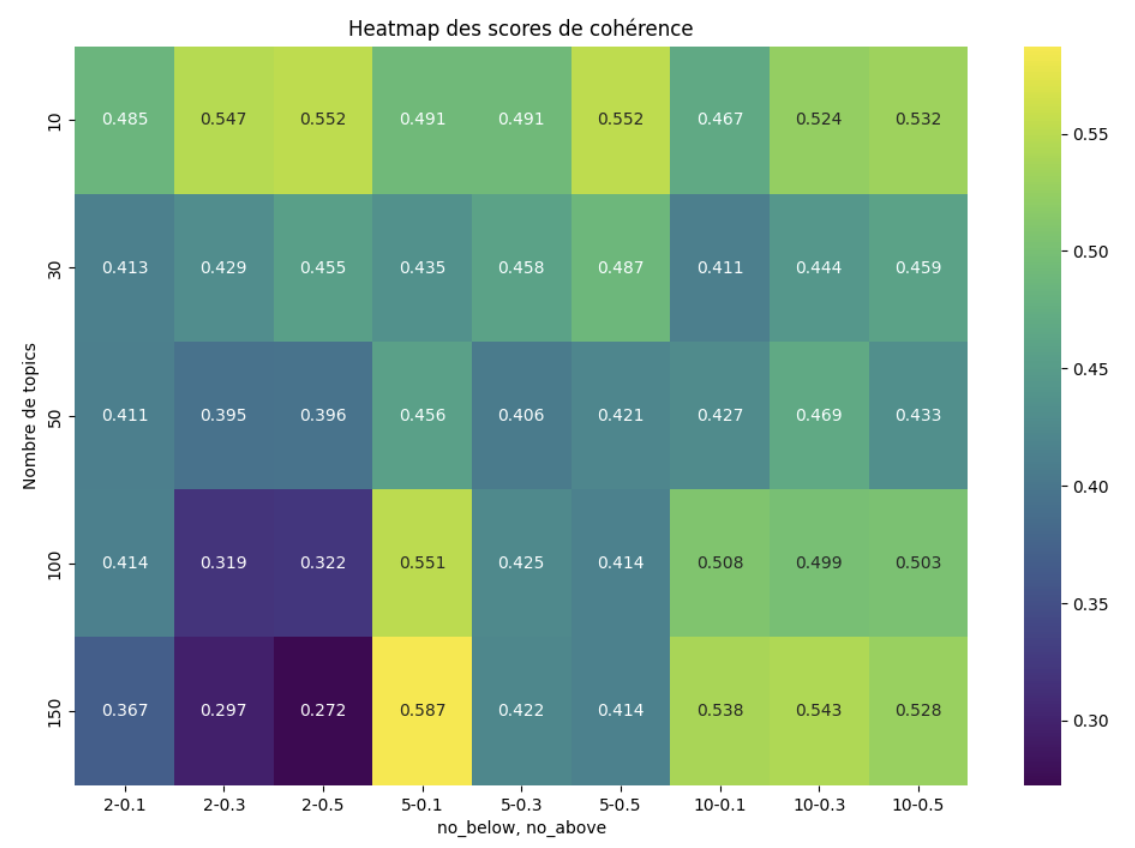 Heatmap des scores de cohérence
Nombre de topics
10 0.485 0.547 0.552 0.491 0.491 0.552 0.467 0.524 0.532
30 0.413 0.429 0.455 0.435 0.458 0.487 0.411 0.444 0.459
50 0.411 0.395 0.396 0.456 0.406 0.421 0.427 0.469 0.433
100 0.414 0.319 0.322 0.551 0.425 0.414 0.508 0.499 0.503
150 0.367 0.297 0.272 0.587 0.422 0.414 0.538 0.543 0.528
2-0.1 2-0.3 2-0.5 5-0.1 5-0.3 5-0.5 10-0.1 10-0.3 10-0.5
no_below, no_above
0.55
0.50
0.45
0.40
0.35
0.30